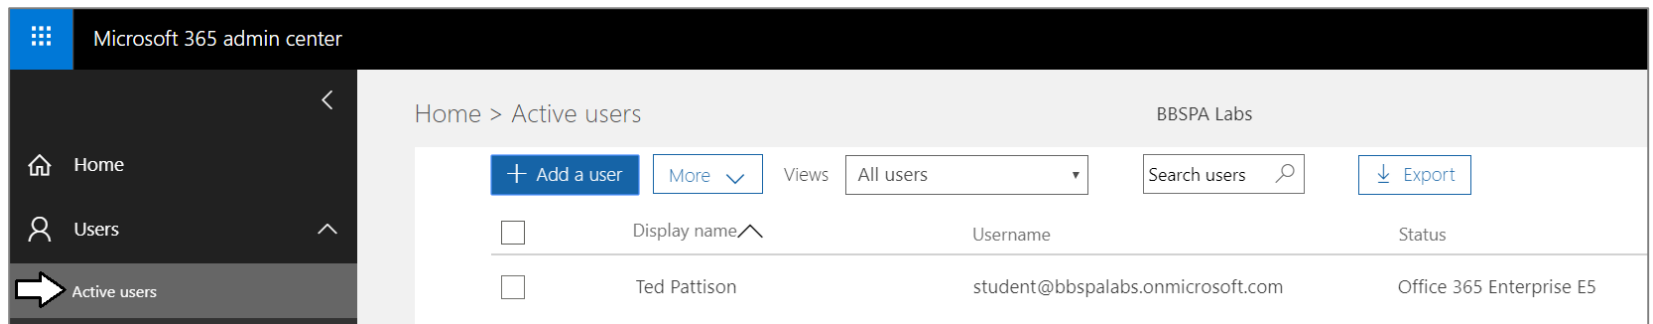 Microsoft 365 admin center
Home > Active users
BBSPA Labs
Home
Users
Active users
+ Add a user
More
Views
All users
Search users
Export
Display name
Username
Status
Ted Pattison
student@bbspalabs.onmicrosoft.com
Office 365 Enterprise E5